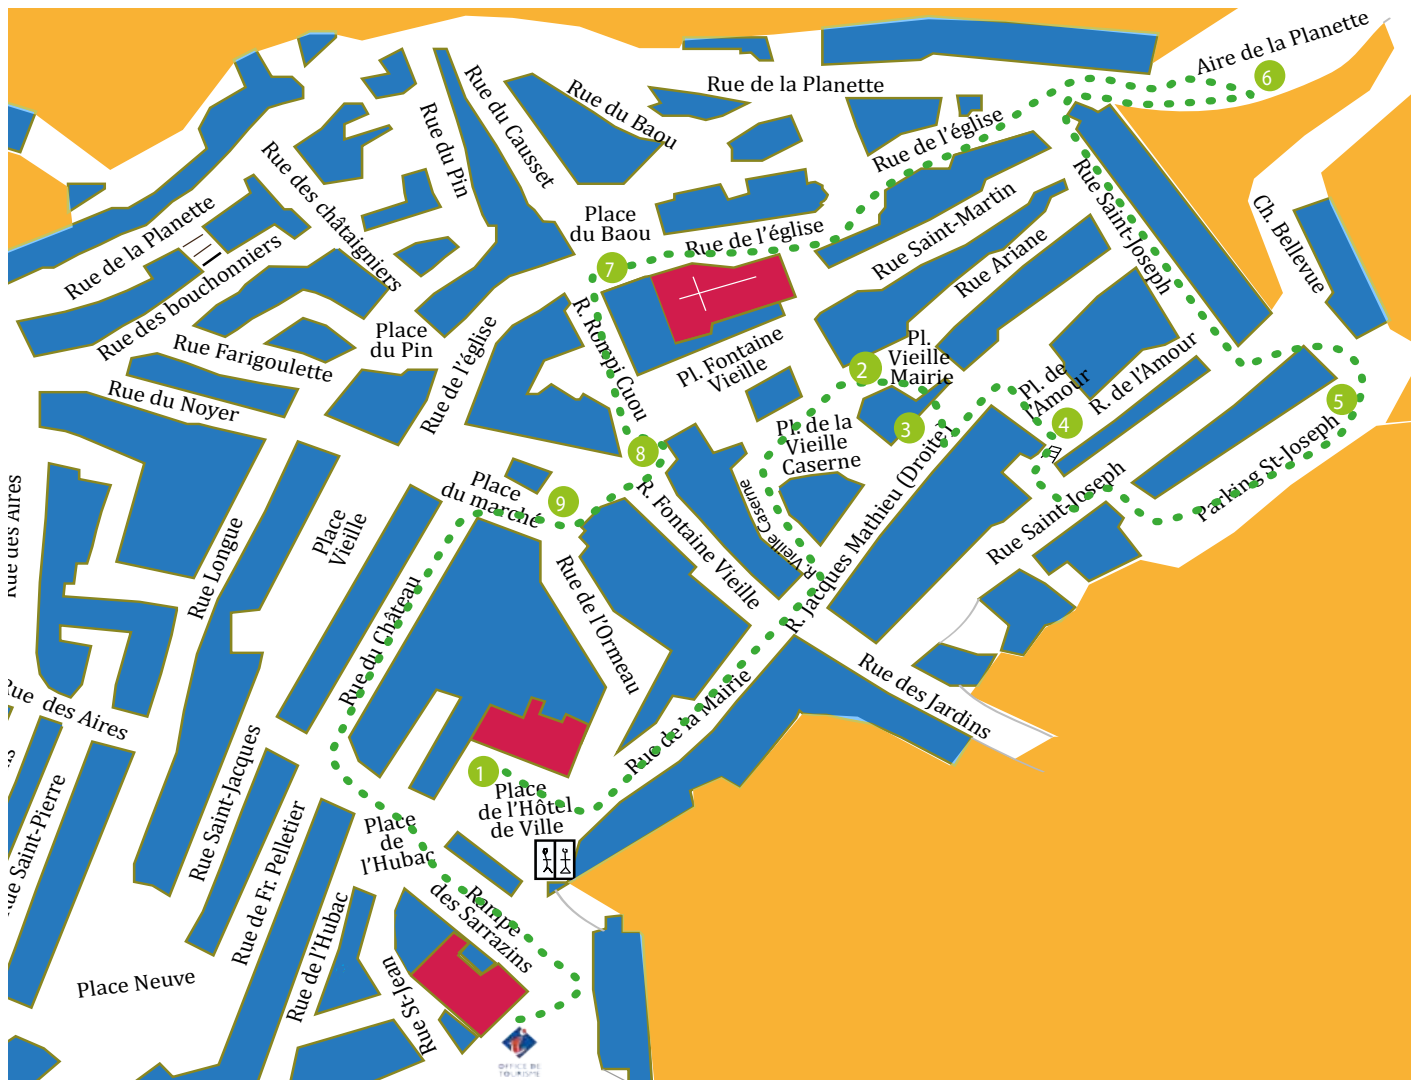 Aire de la Planette
6
Rue de la Planette
Rue du Causset
Rue du Baou
Rue du Pin
Rue de l'église
Rue des châtaigniers
Rue Saint-Joseph
Rue Saint-Martin
Ch. Bellevue
Rue de la Planette
Place
du Baou
Rue de l'église
Rue Ariane
Rue des bouchonniers
7
R. Rompi Cuou
Place
du Pin
Rue de l'église
Rue Farigoulette
Pl. Fontaine
Vieille
Pl.
Vieille
Mairie
2
Pl. de
l'Amour
R. de l'Amour
Rue du Noyer
5
3
4
Pl. de la
Vieille
Caserne
8
Parking St-Joseph
Rue des Aires
Place
du marché
9
R. Fontaine Vieille
R. Vieille Caserne
R. Jacques Mathieu (Droite)
Rue Saint-Joseph
Place
Vieille
Rue Longue
Rue du Château
Rue de l'Ormeau
Rue des Jardins
Rue des Aires
Rue de la Mairie
1
Place
de l'Hôtel
de Ville
Rue Saint-Jacques
Rue Saint-Pierre
Rue de Fr. Pelletier
Place
de
l'Hubac
Rampe
des Sarrazins
Rue de l'Hubac
Place Neuve
Rue St-Jean
OFFICE DE
TOURISME